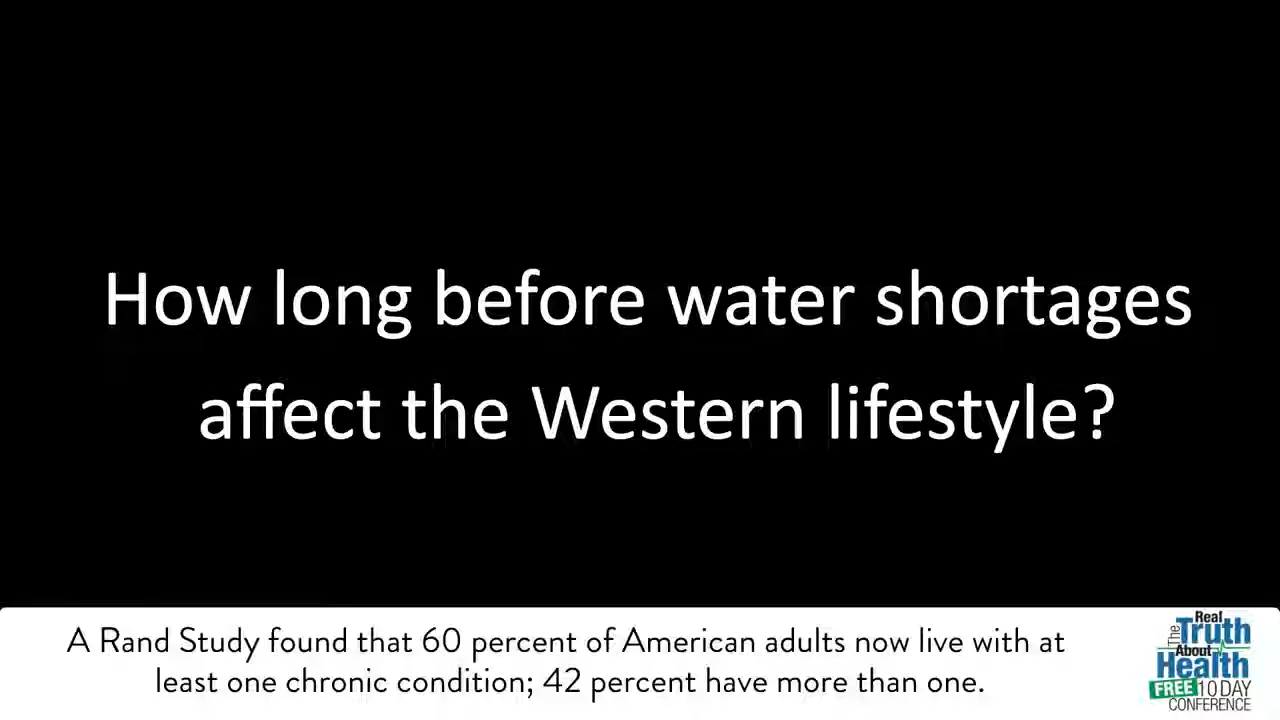 How long before water shortages
affect the Western lifestyle?
A Rand Study found that 60 percent of American adults now live with at
least one chronic condition; 42 percent have more than one.
The Real
Truth
About
Health
FREE 10 DAY
CONFERENCE